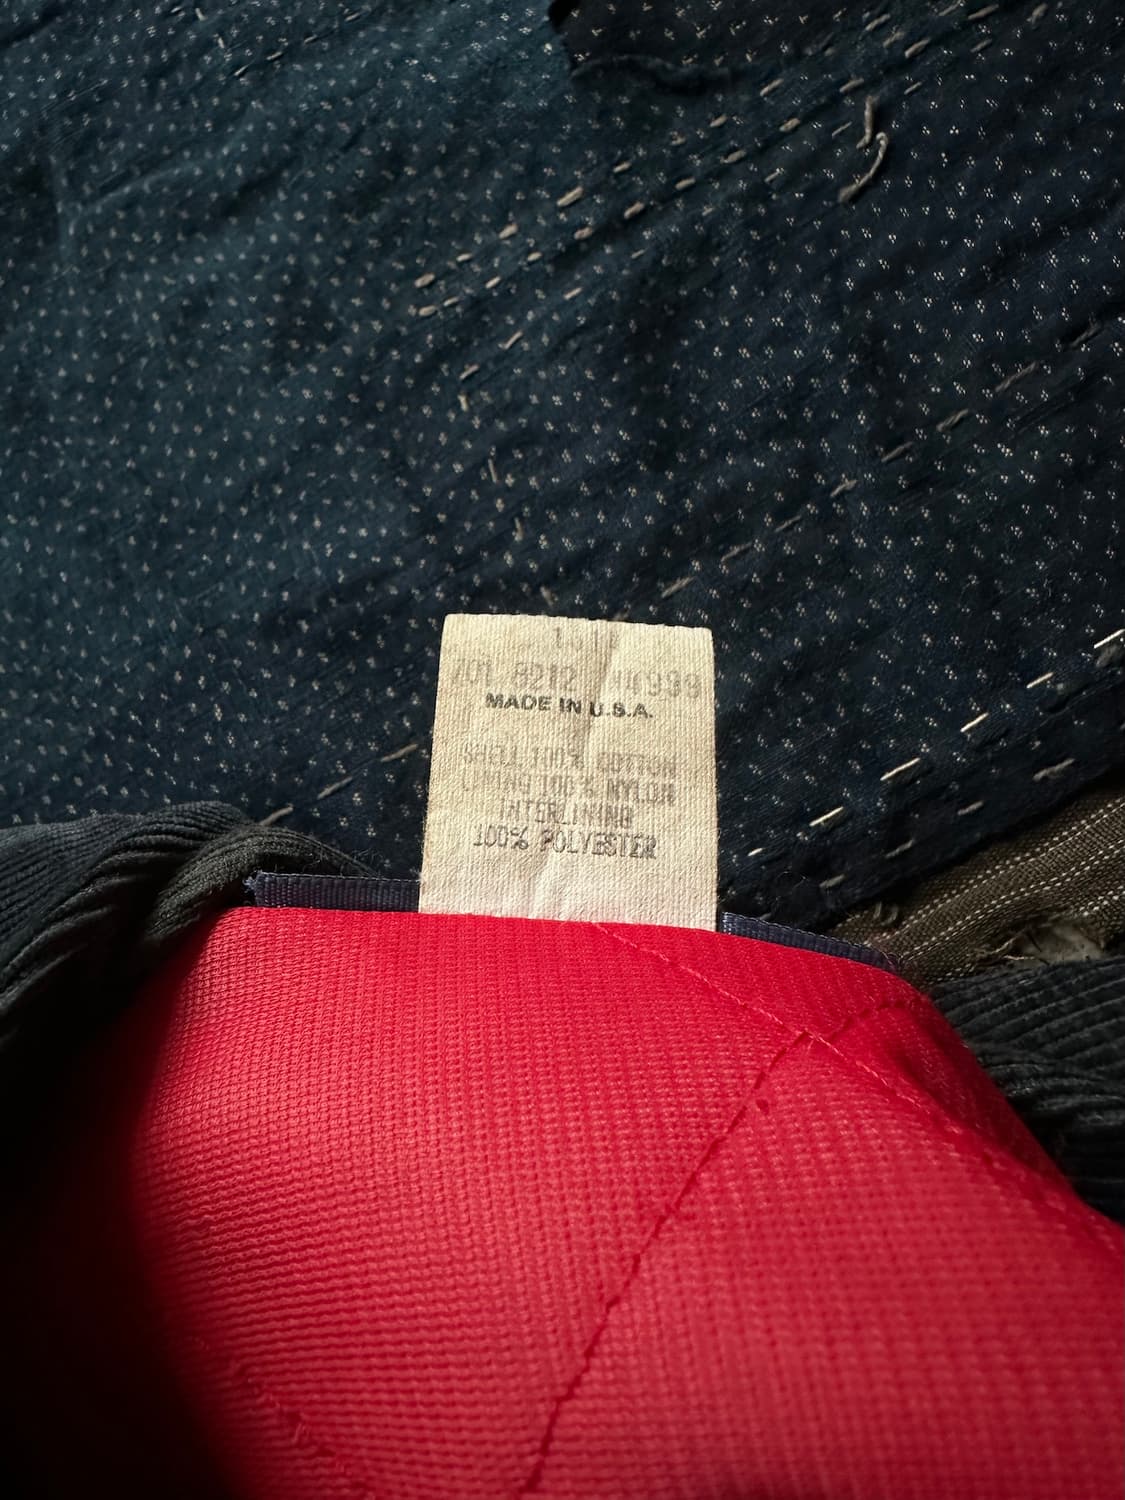 8212
MADE IN U.S.A.
SHELL 100% COTTON
LINING 100% NYLON
INTERLINING
100% POLYESTER